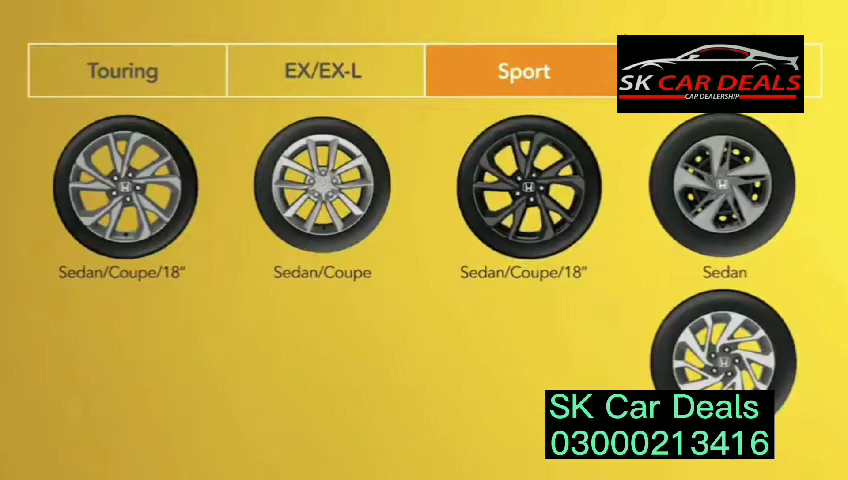 Touring
EX/EX-L
Sport
SK CAR DEALS
CAR DEALERSHIP
Sedan/Coupe/18"
Sedan/Coupe
Sedan/Coupe/18"
Sedan
SK Car Deals
03000213416